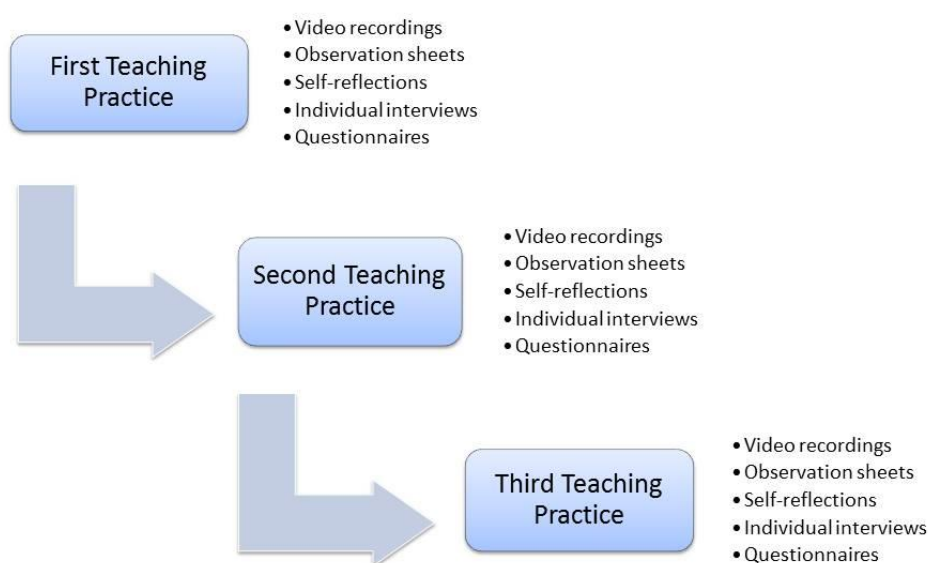 First Teaching
Practice
• Video recordings
• Observation sheets
• Self-reflections
• Individual interviews
• Questionnaires
Second Teaching
Practice
• Video recordings
• Observation sheets
• Self-reflections
• Individual interviews
• Questionnaires
Third Teaching
Practice
• Video recordings
• Observation sheets
• Self-reflections
• Individual interviews
• Questionnaires